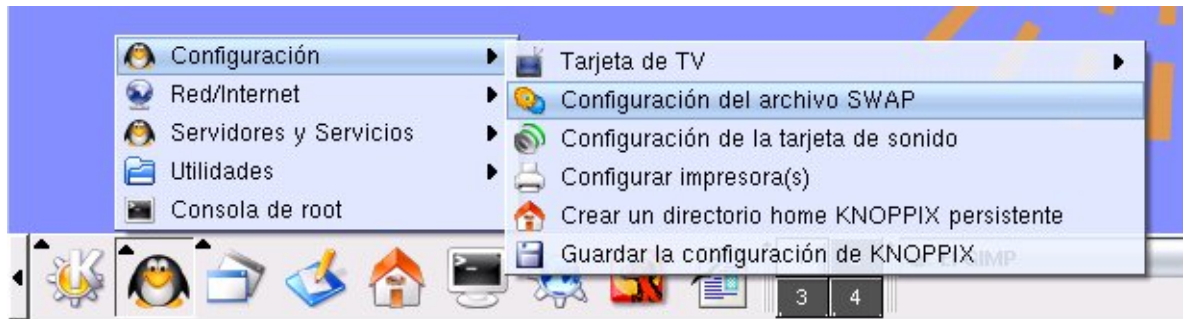 Configuración
Red/Internet
Servidores y Servicios
Utilidades
Consola de root
Tarjeta de TV
Configuración del archivo SWAP
Configuración de la tarjeta de sonido
Configurar impresora(s)
Crear un directorio home KNOPPIX persistente
Guardar la configuración de KNOPPIX
3 4